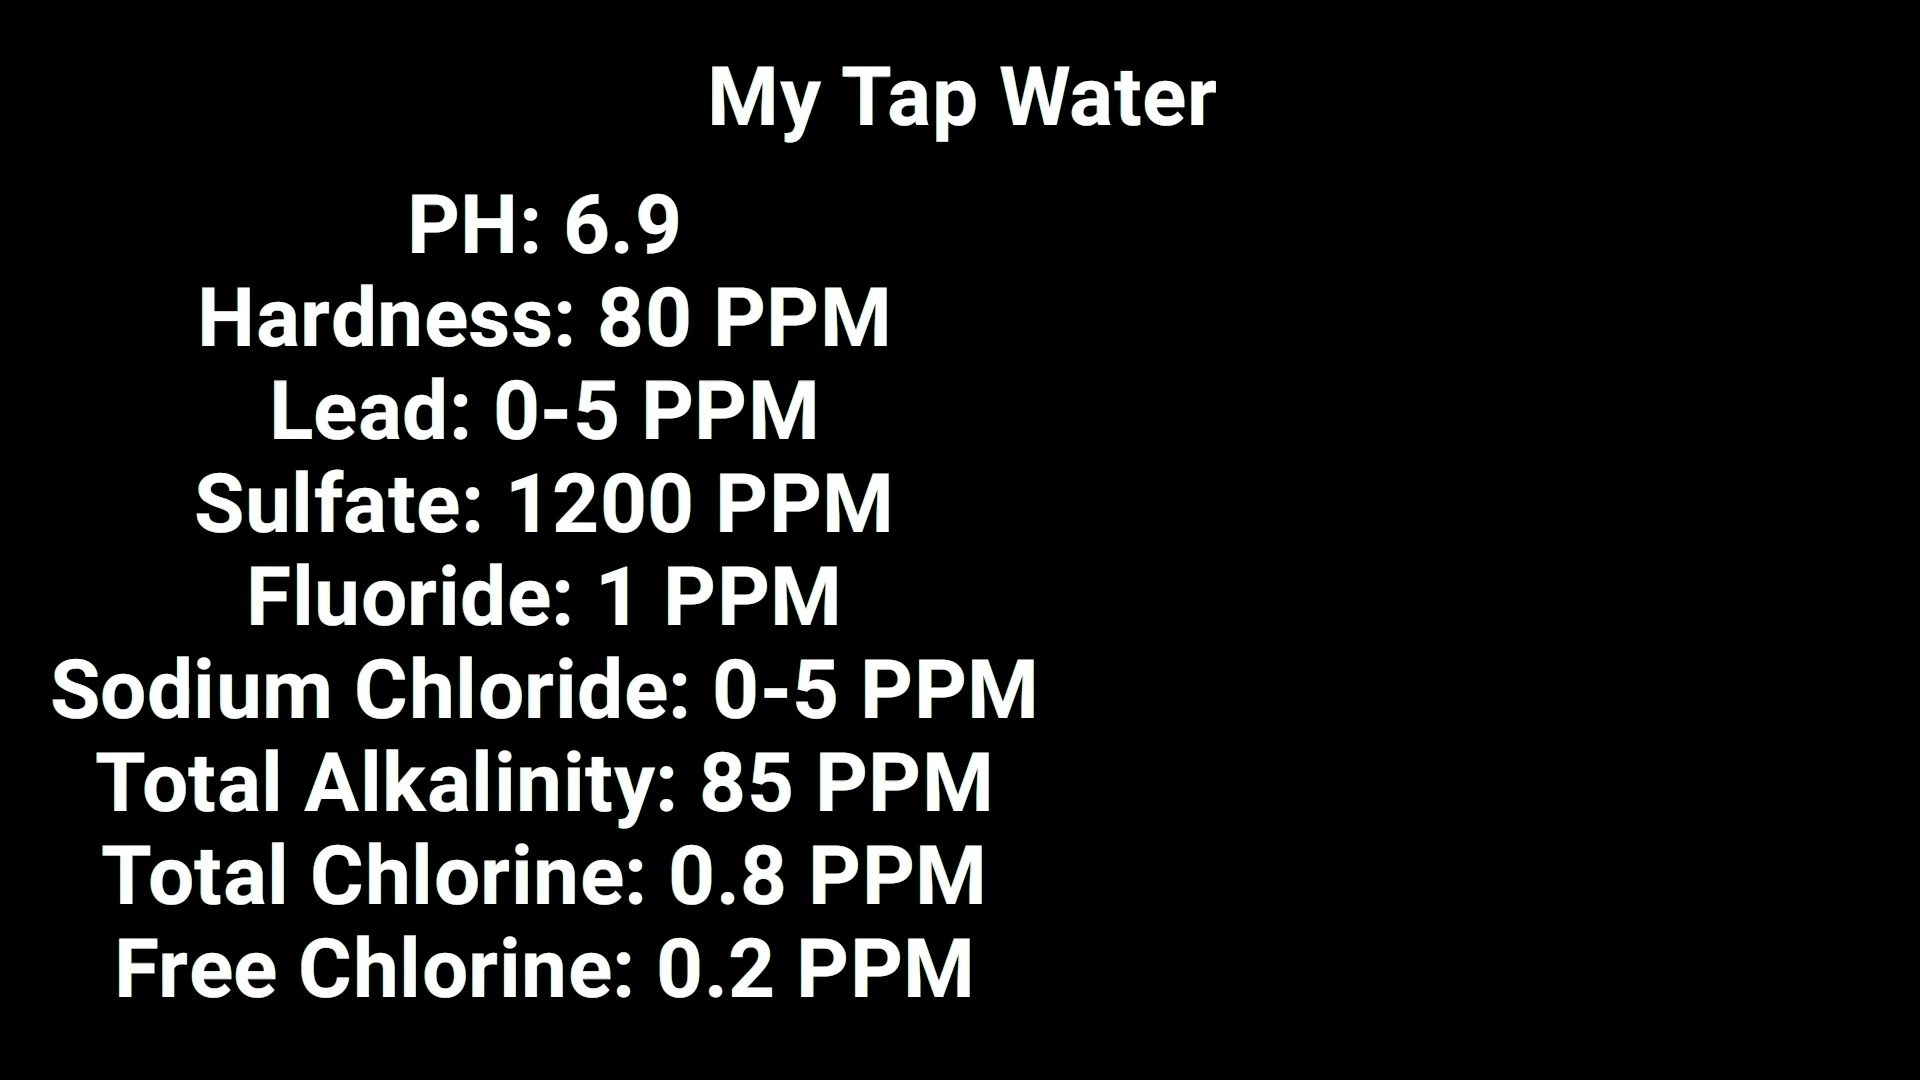 My Tap Water
PH: 6.9
Hardness: 80 PPM
Lead: 0-5 PPM
Sulfate: 1200 PPM
Fluoride: 1 PPM
Sodium Chloride: 0-5 PPM
Total Alkalinity: 85 PPM
Total Chlorine: 0.8 PPM
Free Chlorine: 0.2 PPM